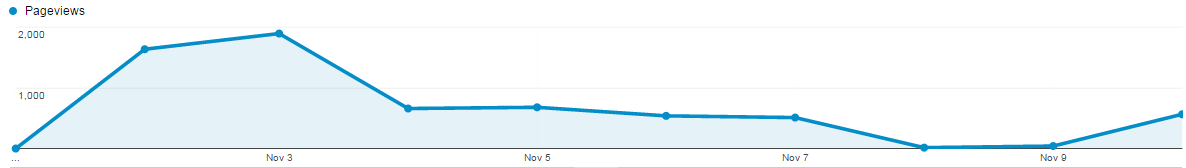 Pageviews
2,000
1,000
... Nov 3 Nov 5 Nov 7 Nov 9